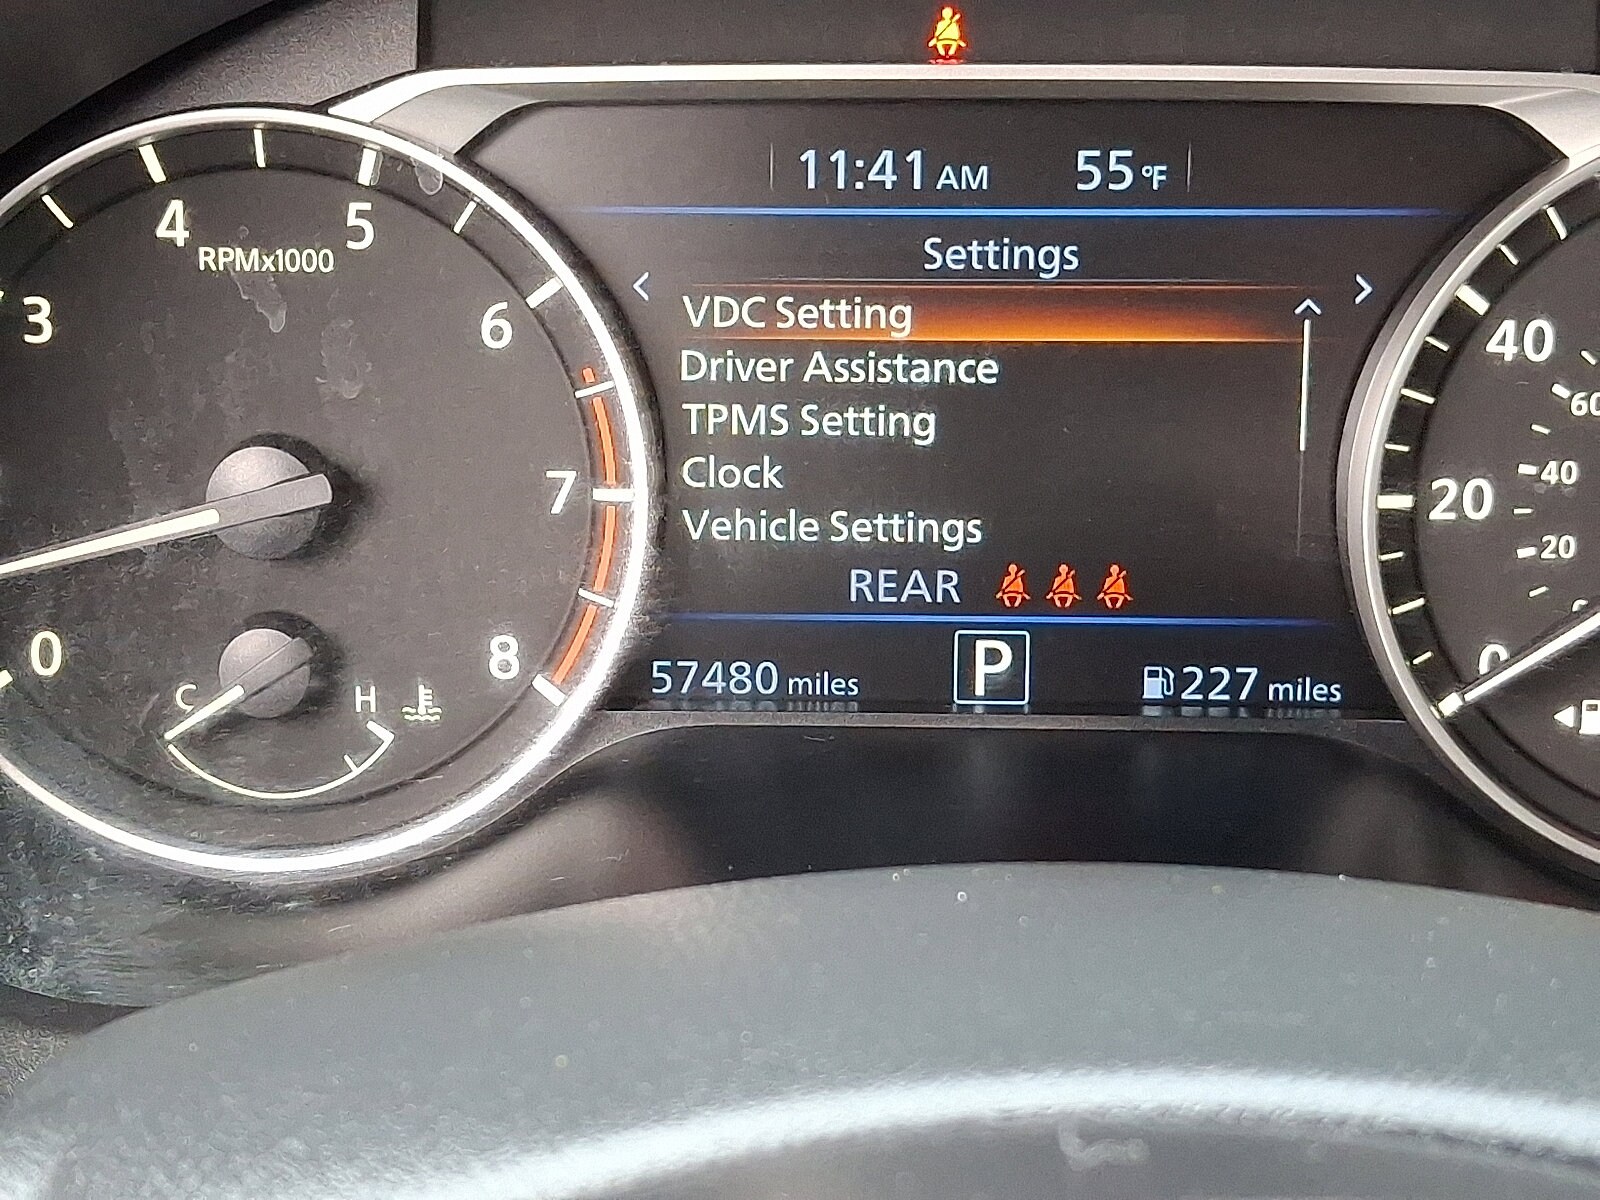 11:41 AM 55 °F
Settings
< >
VDC Setting
Driver Assistance
TPMS Setting
Clock
Vehicle Settings
REAR
57480 miles P 227 miles
3 4 5 6 7 8 0
RPMx1000
C H
40 20 0
60 40 20